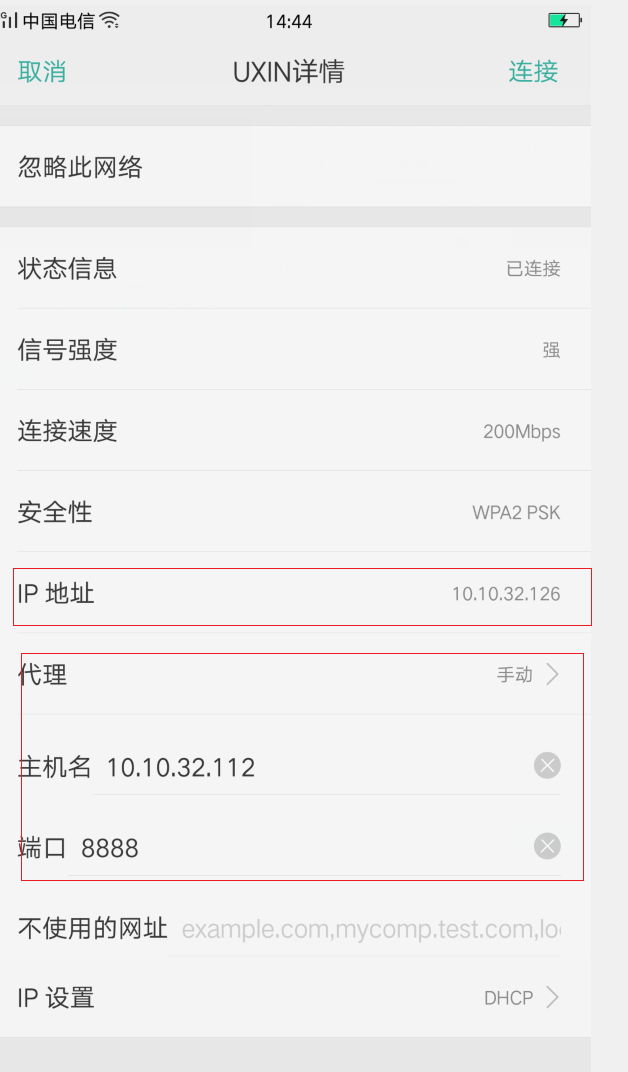 中国电信 14:44
取消 UXIN详情 连接
忽略此网络
状态信息 已连接
信号强度 强
连接速度 200Mbps
安全性 WPA2 PSK
IP 地址 10.10.32.126
代理 手动
主机名 10.10.32.112
端口 8888
不使用的网址 example.com,mycomp.test.com,lo
IP 设置 DHCP